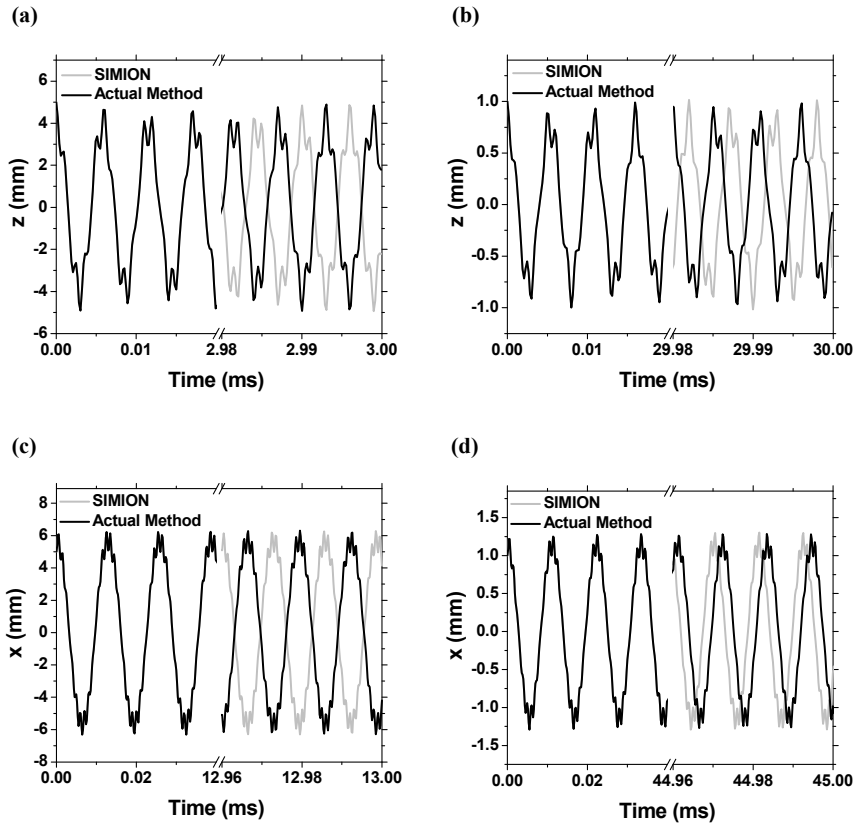 (a)
SIMION
Actual Method
z (mm)
6
4
2
0
-2
-4
-6
0.00 0.01 2.98 2.99 3.00
Time (ms)
(b)
SIMION
Actual Method
z (mm)
1.0
0.5
0.0
-0.5
-1.0
0.00 0.01 29.98 29.99 30.00
Time (ms)
(c)
SIMION
Actual Method
x (mm)
8
6
4
2
0
-2
-4
-6
-8
0.00 0.02 12.96 12.98 13.00
Time (ms)
(d)
SIMION
Actual Method
x (mm)
1.5
1.0
0.5
0.0
-0.5
-1.0
-1.5
0.00 0.02 44.96 44.98 45.00
Time (ms)